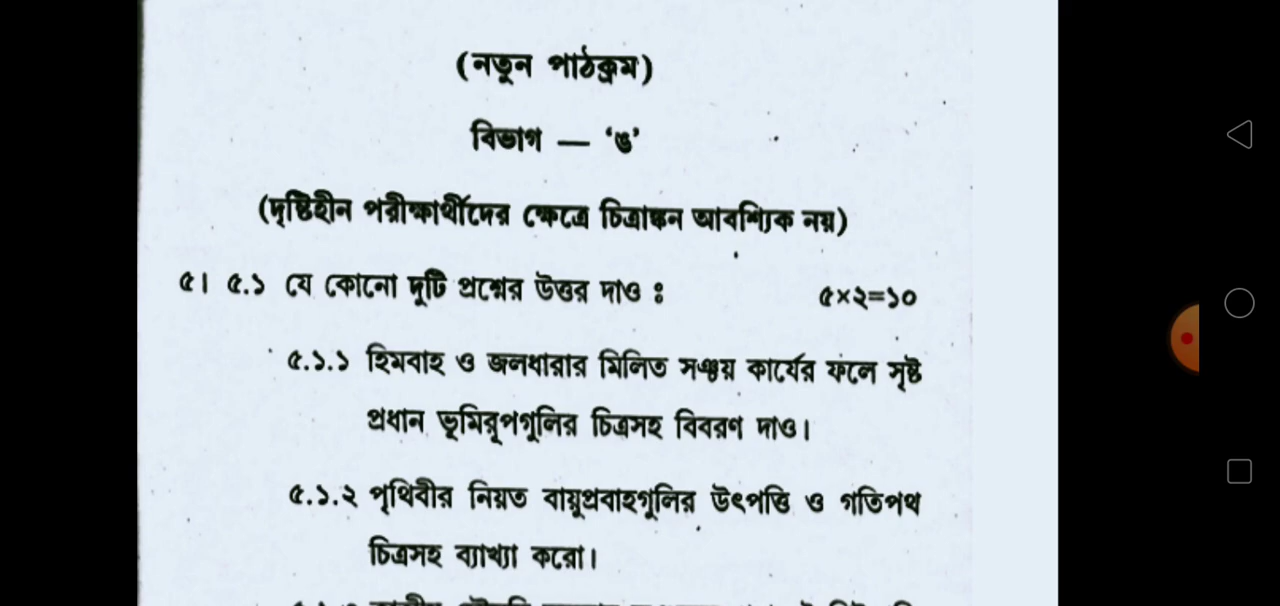 (নতুন পাঠক্রম)
বিভাগ — ‘ঙ’
(দৃষ্টিহীন পরীক্ষার্থীদের ক্ষেত্রে চিত্রাঙ্কন আবশ্যিক নয়)
৫। ৫.১ যে কোনো দুটি প্রশ্নের উত্তর দাও : ৫×২=১০
৫.১.১ হিমবাহ ও জলধারার মিলিত সঞ্চয় কার্যের ফলে সৃষ্ট
প্রধান ভূমিরূপগুলির চিত্রসহ বিবরণ দাও।
৫.১.২ পৃথিবীর নিয়ত বায়ুপ্রবাহগুলির উৎপত্তি ও গতিপথ
চিত্রসহ ব্যাখ্যা করো।